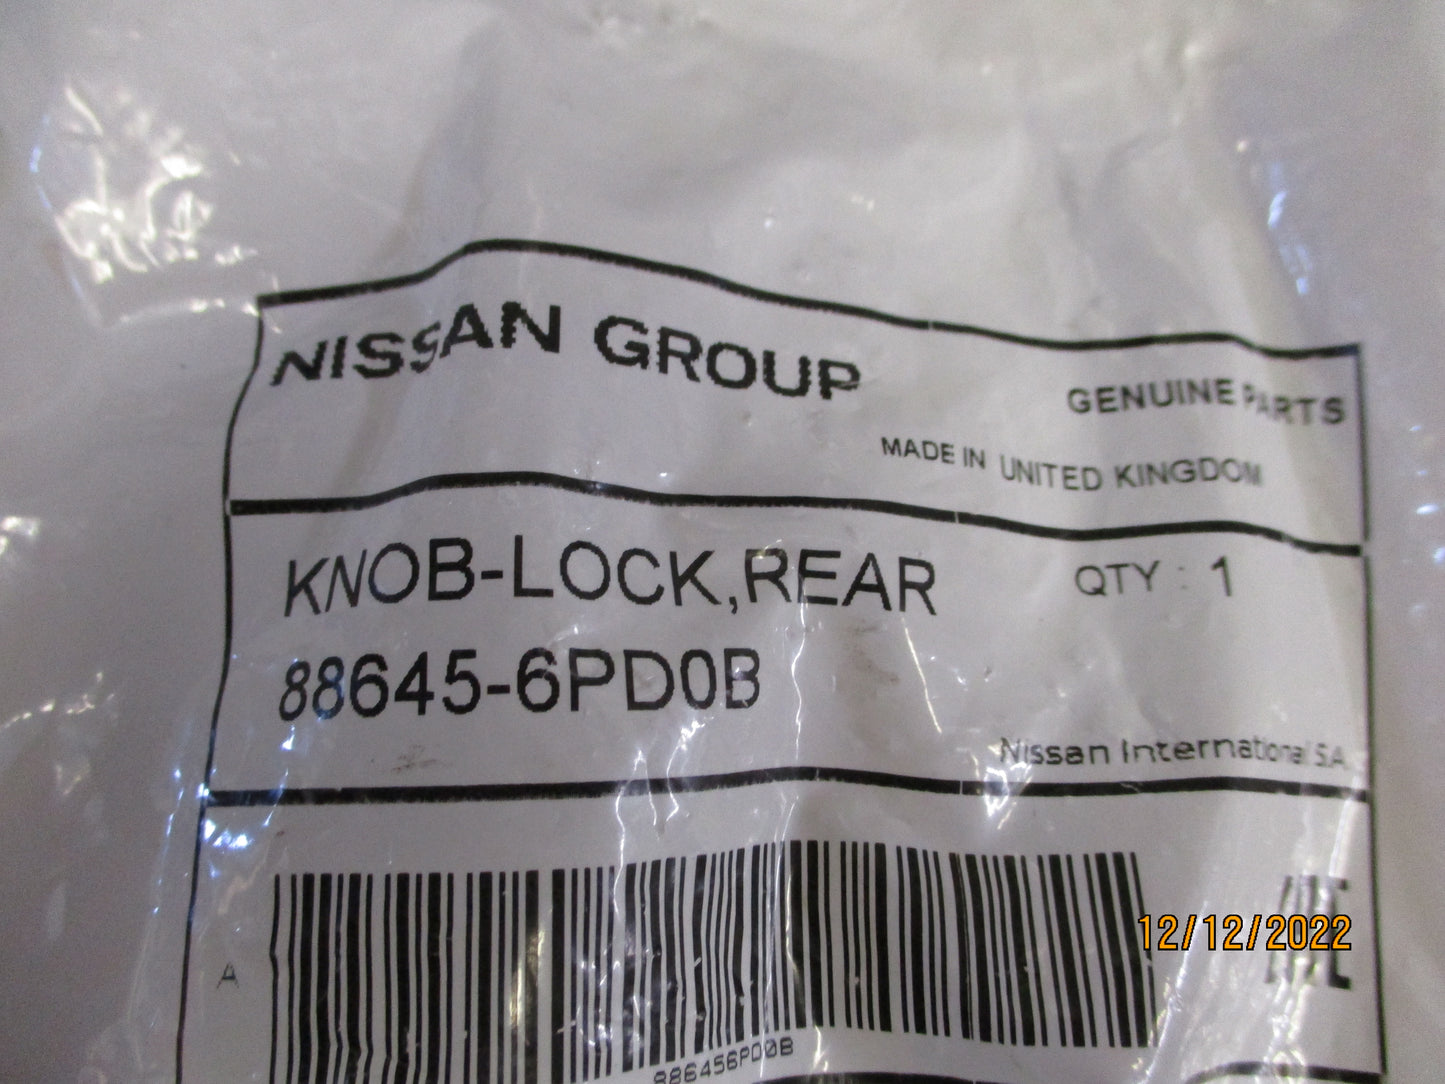 NISSAN GROUP
GENUINE PARTS
MADE IN UNITED KINGDOM
KNOB-LOCK,REAR QTY : 1
88645-6PD0B
Nissan International S.A.
A
12/12/2022
886456PD0B